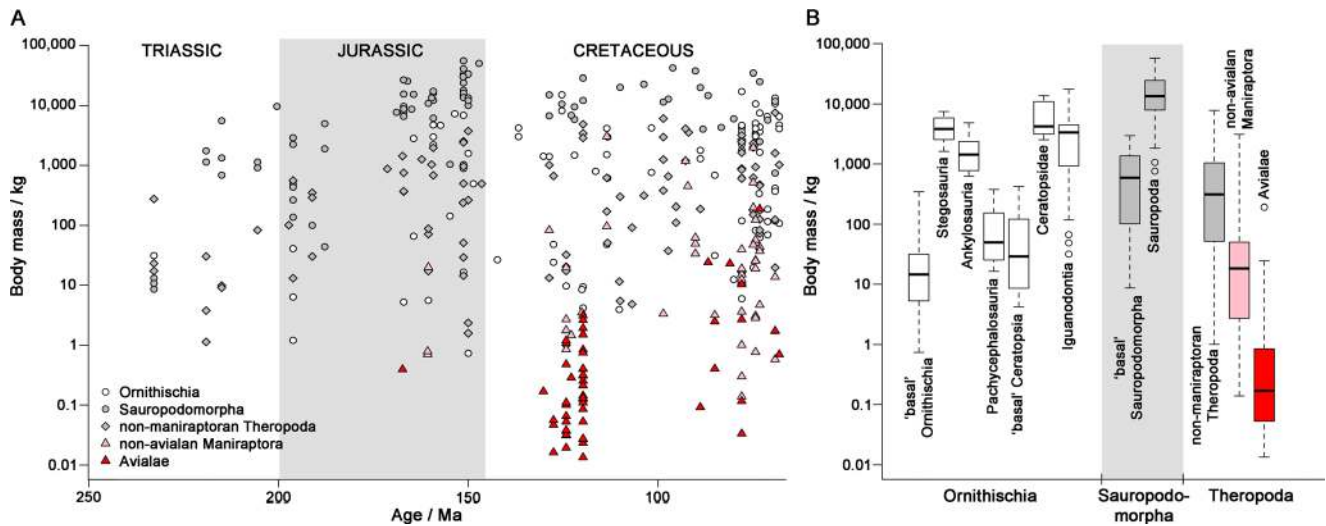 A
TRIASSIC
JURASSIC
CRETACEOUS
100,000
10,000
1,000
100
10
1
0.1
0.01
Body mass / kg
Ornithischia
Sauropodomorpha
non-maniraptoran Theropoda
non-avialan Maniraptora
Avialae
250
200
150
100
Age / Ma
B
100,000
10,000
1,000
100
10
1
0.1
0.01
Body mass / kg
'basal'
Ornithischia
Stegosauria
Ankylosauria
Pachycephalosauria
'basal' Ceratopsia
Ceratopsidae
Iguanodontia
'basal'
Sauropodomorpha
Sauropoda
non-maniraptoran
Theropoda
non-avialan
Maniraptora
Avialae
Ornithischia
Sauropodo-
morpha
Theropoda